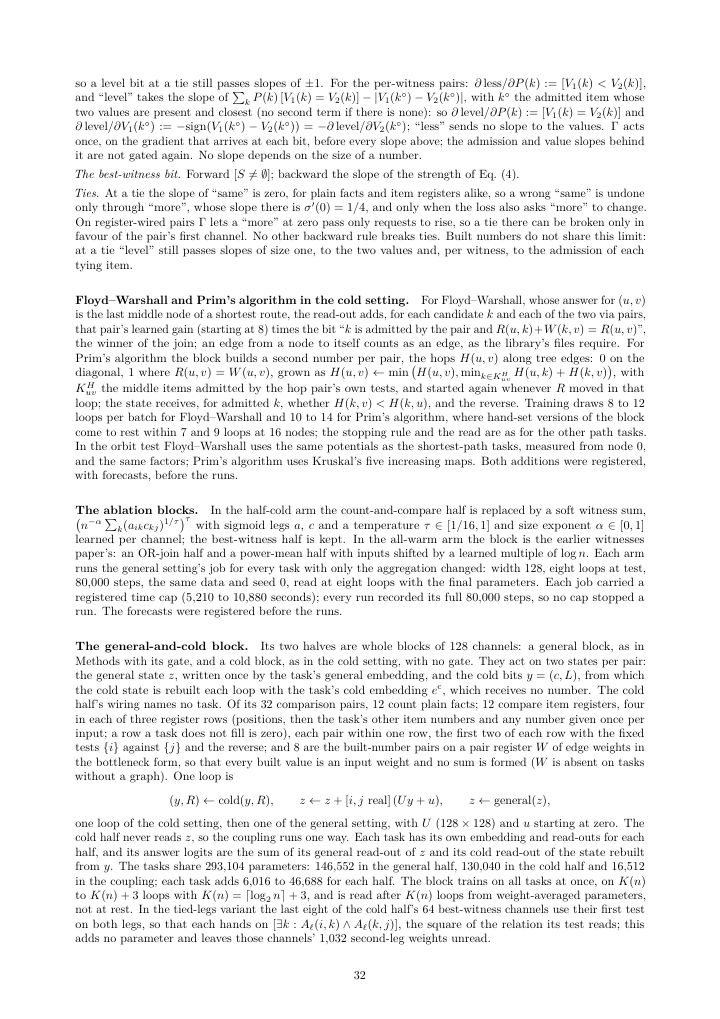 so a level bit at a tie still passes slopes of ±1. For the per-witness pairs: ∂ less/∂P(k) := [V₁(k) < V₂(k)],
and “level” takes the slope of ∑ₖ P(k) [V₁(k) = V₂(k)] − |V₁(k°) − V₂(k°)|, with k° the admitted item whose
two values are present and closest (no second term if there is none): so ∂ level/∂P(k) := [V₁(k) = V₂(k)] and
∂ level/∂V₁(k°) := −sign(V₁(k°) − V₂(k°)) = −∂ level/∂V₂(k°); “less” sends no slope to the values. Γ acts
once, on the gradient that arrives at each bit, before every slope above; the admission and value slopes behind
it are not gated again. No slope depends on the size of a number.
The best-witness bit. Forward [S ≠ ∅]; backward the slope of the strength of Eq. (4).
Ties. At a tie the slope of “same” is zero, for plain facts and item registers alike, so a wrong “same” is undone
only through “more”, whose slope there is σ′(0) = 1/4, and only when the loss also asks “more” to change.
On register-wired pairs Γ lets a “more” at zero pass only requests to rise, so a tie there can be broken only in
favour of the pair’s first channel. No other backward rule breaks ties. Built numbers do not share this limit:
at a tie “level” still passes slopes of size one, to the two values and, per witness, to the admission of each
tying item.
Floyd–Warshall and Prim’s algorithm in the cold setting. For Floyd–Warshall, whose answer for (u, v)
is the last middle node of a shortest route, the read-out adds, for each candidate k and each of the two via pairs,
that pair’s learned gain (starting at 8) times the bit “k is admitted by the pair and R(u, k)+W(k, v) = R(u, v)”,
the winner of the join; an edge from a node to itself counts as an edge, as the library’s files require. For
Prim’s algorithm the block builds a second number per pair, the hops H(u, v) along tree edges: 0 on the
diagonal, 1 where R(u, v) = W(u, v), grown as H(u, v) ← min (H(u, v), min_{k∈K^H_{uv}} H(u, k) + H(k, v)), with
K^H_{uv} the middle items admitted by the hop pair’s own tests, and started again whenever R moved in that
loop; the state receives, for admitted k, whether H(k, v) < H(k, u), and the reverse. Training draws 8 to 12
loops per batch for Floyd–Warshall and 10 to 14 for Prim’s algorithm, where hand-set versions of the block
come to rest within 7 and 9 loops at 16 nodes; the stopping rule and the read are as for the other path tasks.
In the orbit test Floyd–Warshall uses the same potentials as the shortest-path tasks, measured from node 0,
and the same factors; Prim’s algorithm uses Kruskal’s five increasing maps. Both additions were registered,
with forecasts, before the runs.
The ablation blocks. In the half-cold arm the count-and-compare half is replaced by a soft witness sum,
(n^{−α} ∑ₖ(a_{ik}c_{kj})^{1/τ})^τ with sigmoid legs a, c and a temperature τ ∈ [1/16, 1] and size exponent α ∈ [0, 1]
learned per channel; the best-witness half is kept. In the all-warm arm the block is the earlier witnesses
paper’s: an OR-join half and a power-mean half with inputs shifted by a learned multiple of log n. Each arm
runs the general setting’s job for every task with only the aggregation changed: width 128, eight loops at test,
80,000 steps, the same data and seed 0, read at eight loops with the final parameters. Each job carried a
registered time cap (5,210 to 10,880 seconds); every run recorded its full 80,000 steps, so no cap stopped a
run. The forecasts were registered before the runs.
The general-and-cold block. Its two halves are whole blocks of 128 channels: a general block, as in
Methods with its gate, and a cold block, as in the cold setting, with no gate. They act on two states per pair:
the general state z, written once by the task’s general embedding, and the cold bits y = (c, L), from which
the cold state is rebuilt each loop with the task’s cold embedding eᶜ, which receives no number. The cold
half’s wiring names no task. Of its 32 comparison pairs, 12 count plain facts; 12 compare item registers, four
in each of three register rows (positions, then the task’s other item numbers and any number given once per
input; a row a task does not fill is zero), each pair within one row, the first two of each row with the fixed
tests {i} against {j} and the reverse; and 8 are the built-number pairs on a pair register W of edge weights in
the bottleneck form, so that every built value is an input weight and no sum is formed (W is absent on tasks
without a graph). One loop is
(y, R) ← cold(y, R), z ← z + [i, j real] (Uy + u), z ← general(z),
one loop of the cold setting, then one of the general setting, with U (128 × 128) and u starting at zero. The
cold half never reads z, so the coupling runs one way. Each task has its own embedding and read-outs for each
half, and its answer logits are the sum of its general read-out of z and its cold read-out of the state rebuilt
from y. The tasks share 293,104 parameters: 146,552 in the general half, 130,040 in the cold half and 16,512
in the coupling; each task adds 6,016 to 46,688 for each half. The block trains on all tasks at once, on K(n)
to K(n) + 3 loops with K(n) = ⌈log₂ n⌉ + 3, and is read after K(n) loops from weight-averaged parameters,
not at rest. In the tied-legs variant the last eight of the cold half’s 64 best-witness channels use their first test
on both legs, so that each hands on [∃k : A_ℓ(i, k) ∧ A_ℓ(k, j)], the square of the relation its test reads; this
adds no parameter and leaves those channels’ 1,032 second-leg weights unread.
32